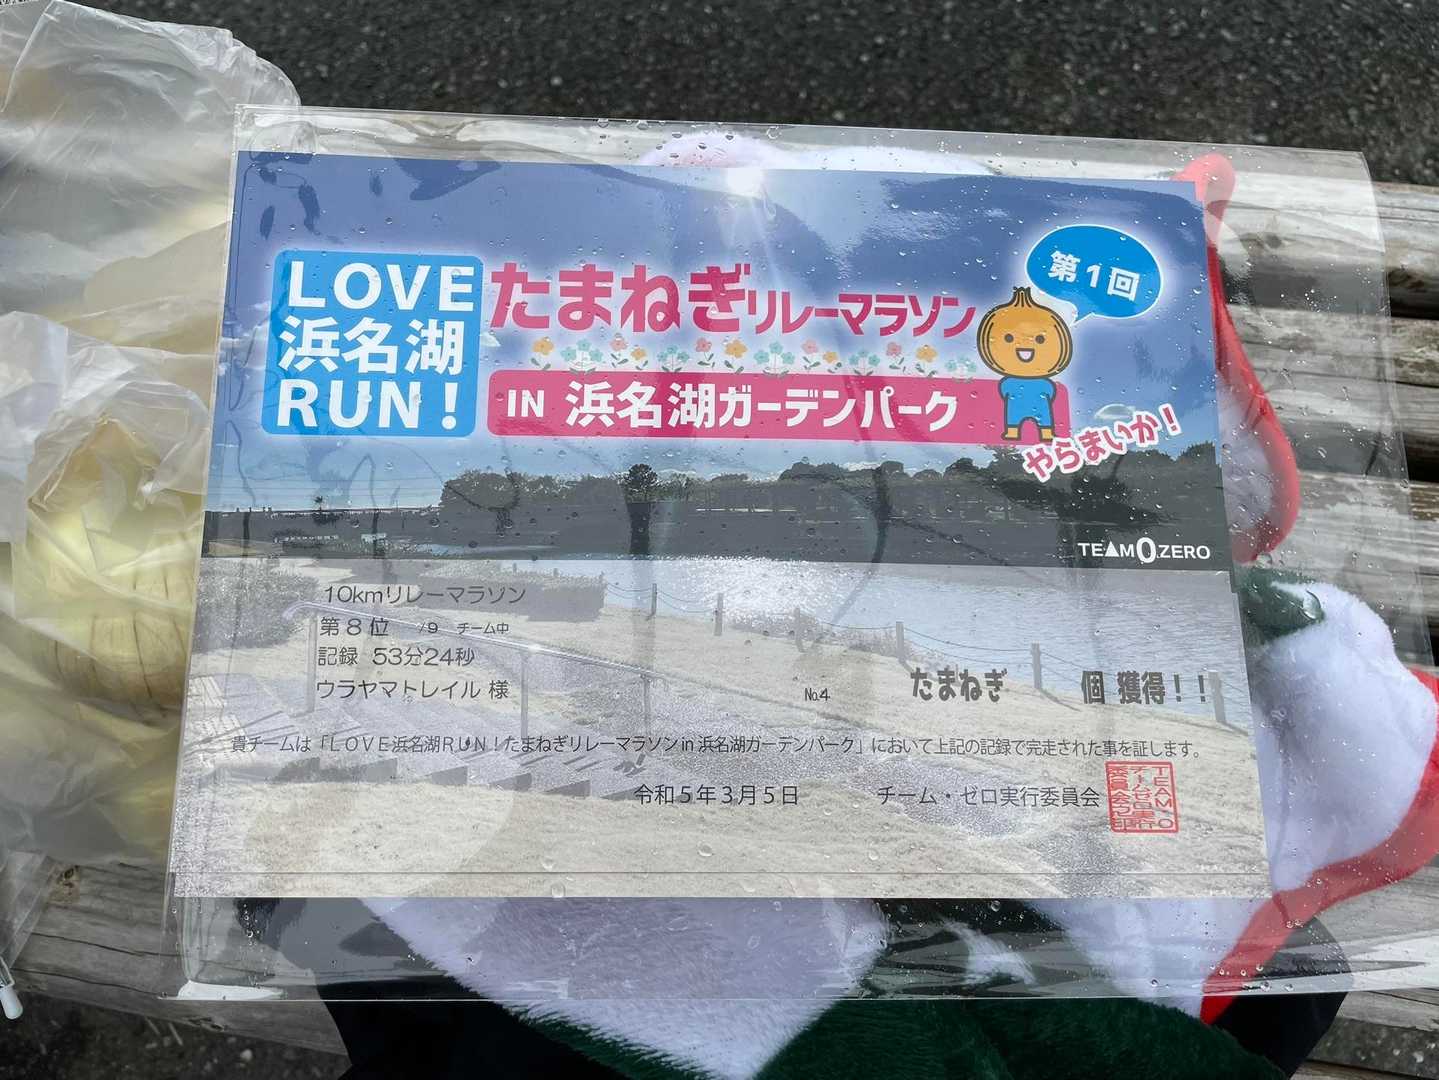 LOVE
浜名湖
RUN!
たまねぎリレーマラソン
IN 浜名湖ガーデンパーク
第1回
やらまいか!
TEAM 0.ZERO
10kmリレーマラソン
第8位 /9 チーム中
記録 53分24秒
ウラヤマトレイル 様
No.4
たまねぎ 個 獲得!!
貴チームは「LOVE浜名湖RUN!たまねぎリレーマラソン in 浜名湖ガーデンパーク」において上記の記録で完走された事を証します。
令和5年3月5日
チーム・ゼロ実行委員会